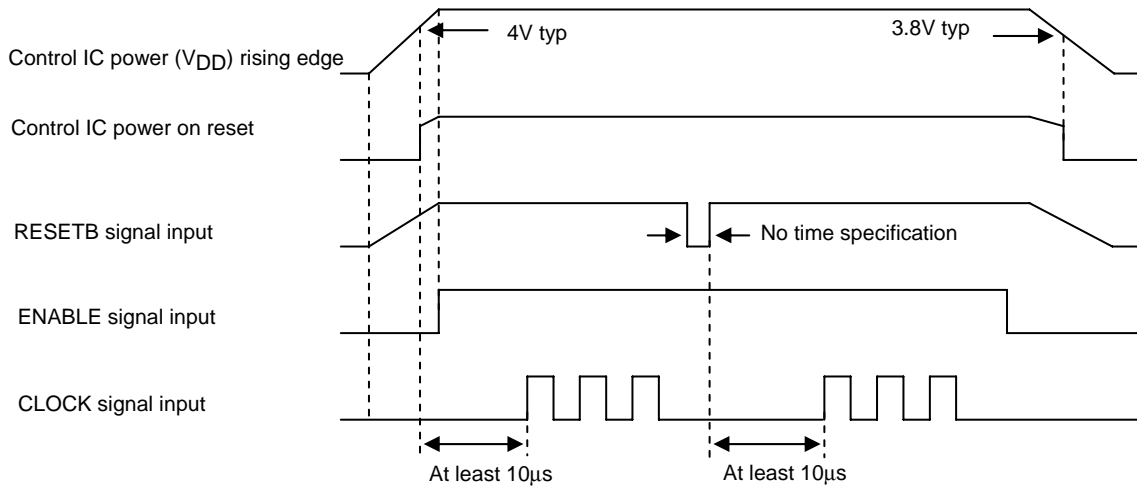 4V typ
3.8V typ
Control IC power (VDD) rising edge
Control IC power on reset
RESETB signal input
No time specification
ENABLE signal input
CLOCK signal input
At least 10μs
At least 10μs